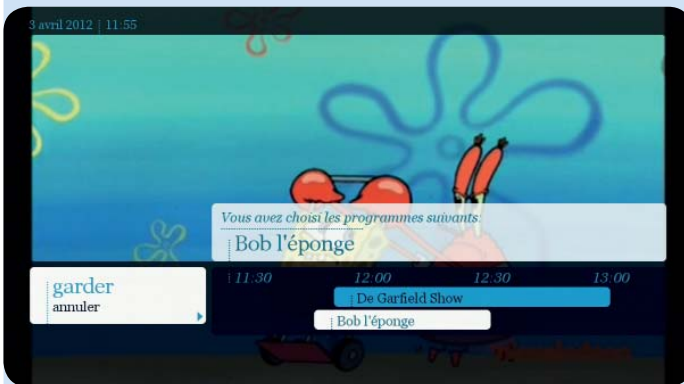 3 avril 2012 | 11:55
Vous avez choisi les programmes suivants:
Bob l'éponge
garder
annuler
11:30 12:00 12:30 13:00
De Garfield Show
Bob l'éponge